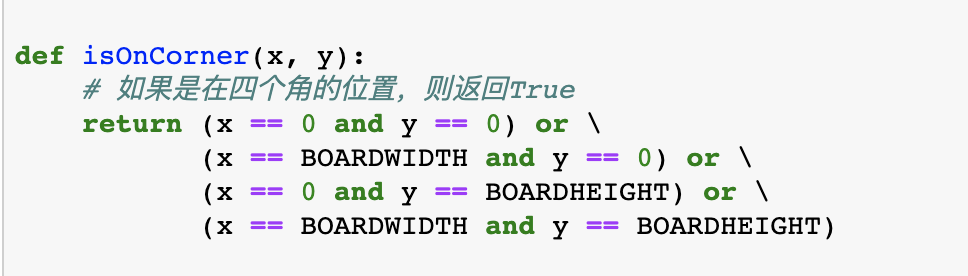 def isOnCorner(x, y):
    # 如果是在四个角的位置，则返回True
    return (x == 0 and y == 0) or \
           (x == BOARDWIDTH and y == 0) or \
           (x == 0 and y == BOARDHEIGHT) or \
           (x == BOARDWIDTH and y == BOARDHEIGHT)